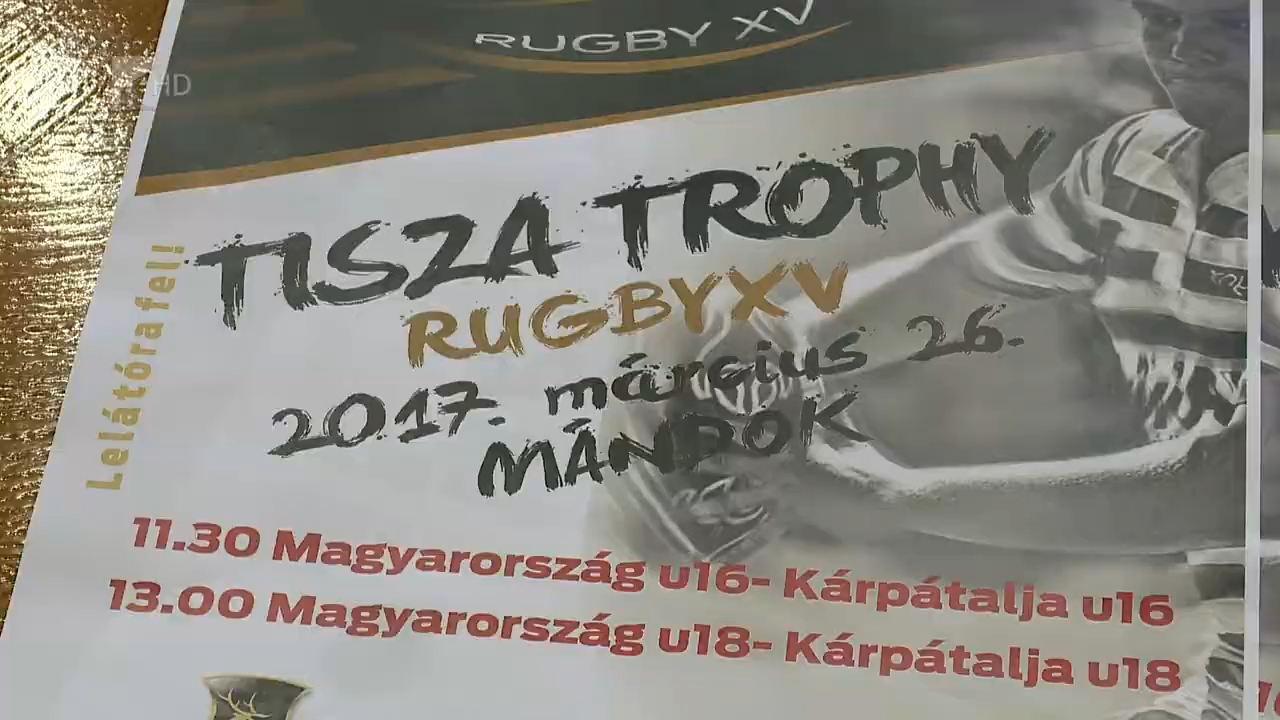 RUGBY XV
HD
TISZA TROPHY
RUGBYXV
2017. március 26.
MÁNDOK
Lelátóra fel!
11.30 Magyarország u16- Kárpátalja u16
13.00 Magyarország u18- Kárpátalja u18